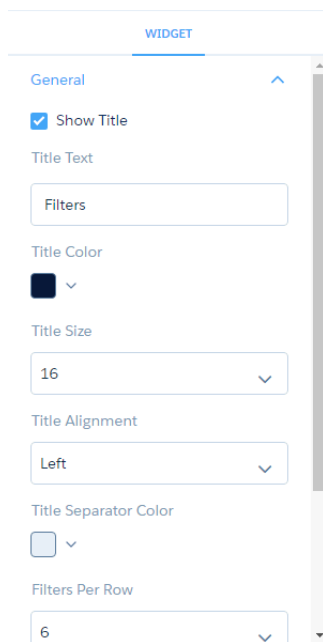 WIDGET
General
Show Title
Title Text
Filters
Title Color
Title Size
16
Title Alignment
Left
Title Separator Color
Filters Per Row
6